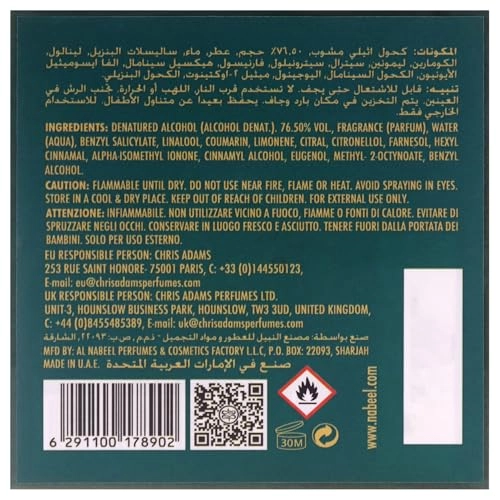 المكونات: كحول اثيلي مشوب، ٧٦,٥٠٪ حجم، عطر، ماء، ساليسلات البنزيل، لينالول،
الكومارين، ليمونين، سيترال، سيترونيلول، فارنيسول، هيكسيل سينامال، الفا ايسوميثيل
الأيونيون، الكحول السينامال، اليوجينول، ميثيل ٢-اوكتينوت، الكحول البنزيلي.
تنبيه: قابل للاشتعال حتى يجف. لا تستخدم قرب النار، اللهب أو الحرارة. تجنب الرش في
العينين. يتم التخزين في مكان بارد وجاف. يحفظ بعيدا عن متناول الأطفال. للاستخدام
الخارجي فقط.
INGREDIENTS: DENATURED ALCOHOL (ALCOHOL DENAT.). 76.50% VOL., FRAGRANCE (PARFUM), WATER
(AQUA), BENZYL SALICYLATE, LINALOOL, COUMARIN, LIMONENE, CITRAL, CITRONELLOL, FARNESOL, HEXYL
CINNAMAL, ALPHA-ISOMETHYL IONONE, CINNAMYL ALCOHOL, EUGENOL, METHYL- 2-OCTYNOATE, BENZYL
ALCOHOL.
CAUTION: FLAMMABLE UNTIL DRY. DO NOT USE NEAR FIRE, FLAME OR HEAT. AVOID SPRAYING IN EYES.
STORE IN A COOL & DRY PLACE. KEEP OUT OF REACH OF CHILDREN. FOR EXTERNAL USE ONLY.
ATTENZIONE: INFIAMMABILE. NON UTILIZZARE VICINO A FUOCO, FIAMME O FONTI DI CALORE. EVITARE DI
SPRUZZARE NEGLI OCCHI. CONSERVARE IN LUOGO FRESCO E ASCIUTTO. TENERE FUORI DALLA PORTATA DEI
BAMBINI. SOLO PER USO ESTERNO.
EU RESPONSIBLE PERSON: CHRIS ADAMS
253 RUE SAINT HONORE- 75001 PARIS, C: +33 (0)144550123,
E-mail: eu@chrisadamsperfumes.com
UK RESPONSIBLE PERSON: CHRIS ADAMS PERFUMES LTD.
UNIT-3, HOUNSLOW BUSINESS PARK, HOUNSLOW, TW3 3UD, UNITED KINGDOM,
C: +44 (0)8455485389, E-mail: uk@chrisadamsperfumes.com
صنع بواسطة: مصنع النبيل للعطور و مواد التجميل - ذ.م.م، ص.ب: ٢٢٠٩٣، الشارقة
MFD BY: AL NABEEL PERFUMES & COSMETICS FACTORY L.L.C, P.O. BOX: 22093, SHARJAH
MADE IN U.A.E. صنع في الإمارات العربية المتحدة
6 291100 178902
30M
www.nabeel.com